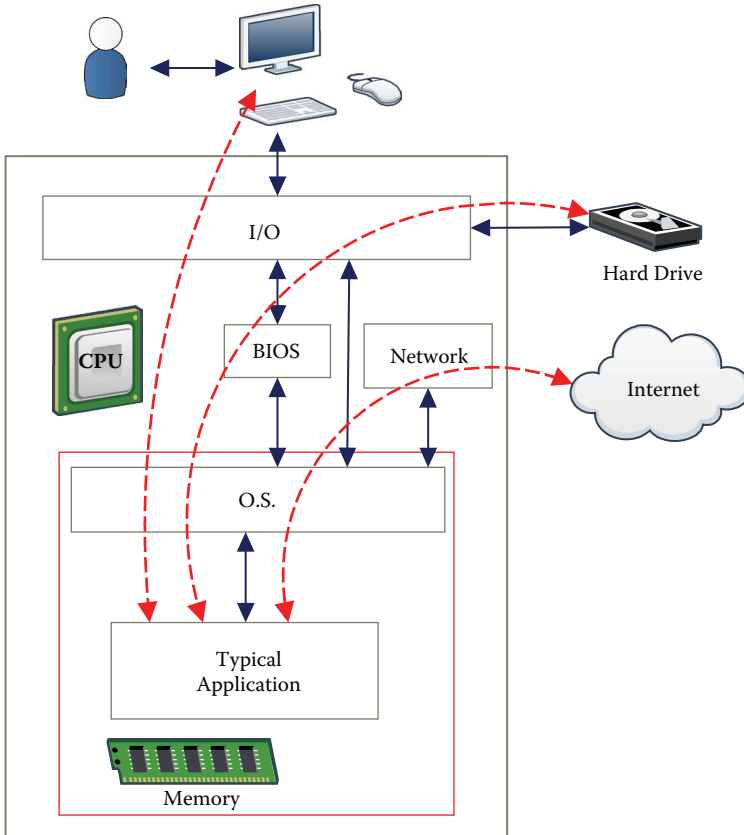 I/O
Hard Drive
CPU
BIOS
Network
Internet
O.S.
Typical
Application
Memory